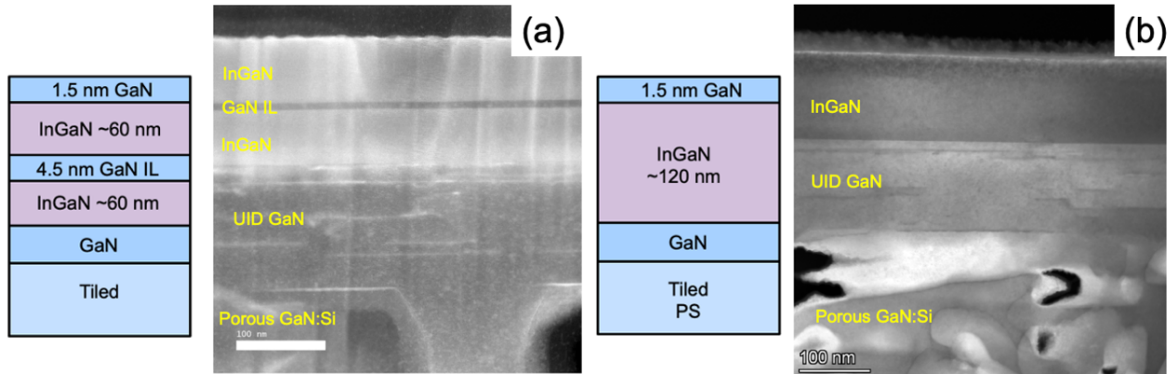 1.5 nm GaN
InGaN ~60 nm
4.5 nm GaN IL
InGaN ~60 nm
GaN
Tiled
(a)
InGaN
GaN IL
InGaN
UID GaN
Porous GaN:Si
100 nm
1.5 nm GaN
InGaN
~120 nm
GaN
Tiled
PS
(b)
InGaN
UID GaN
Porous GaN:Si
100 nm